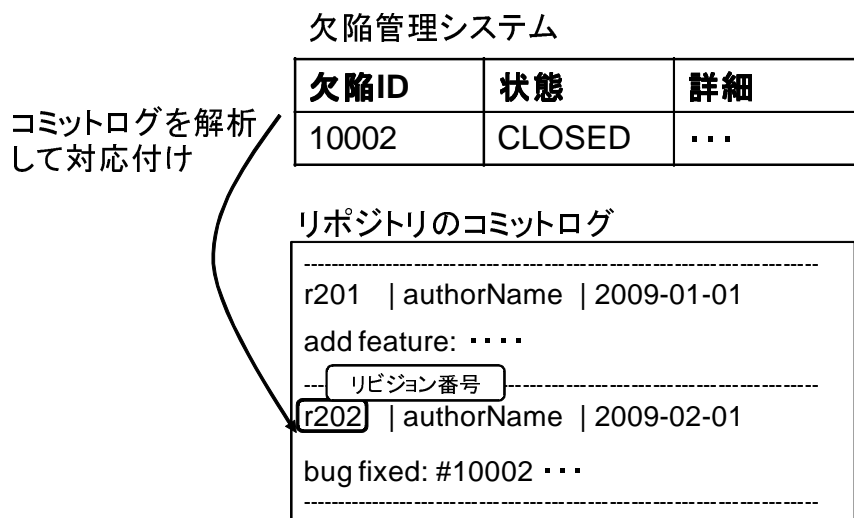 欠陥管理システム
欠陥ID 状態 詳細
10002 CLOSED ・・・
コミットログを解析
して対応付け
リポジトリのコミットログ
--------------------------------------------------------------------------
r201 | authorName | 2009-01-01
add feature: ・・・・
--------------------------------------------------------------------------
リビジョン番号
r202 | authorName | 2009-02-01
bug fixed: #10002 ・・・
--------------------------------------------------------------------------